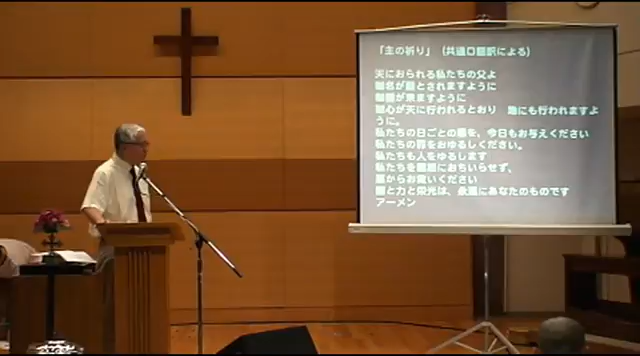 「主の祈り」 (共通口語訳による)
天におられる私たちの父よ
御名が聖とされますように
御国が来ますように
御心が天に行われるとおり 地にも行われますよ
うに。
私たちの日ごとの糧を、今日もお与えください
私たちの罪をおゆるしください。
私たちも人をゆるします
私たちを誘惑におちいらせず、
悪からお救いください
国と力と栄光は、永遠にあなたのものです
アーメン